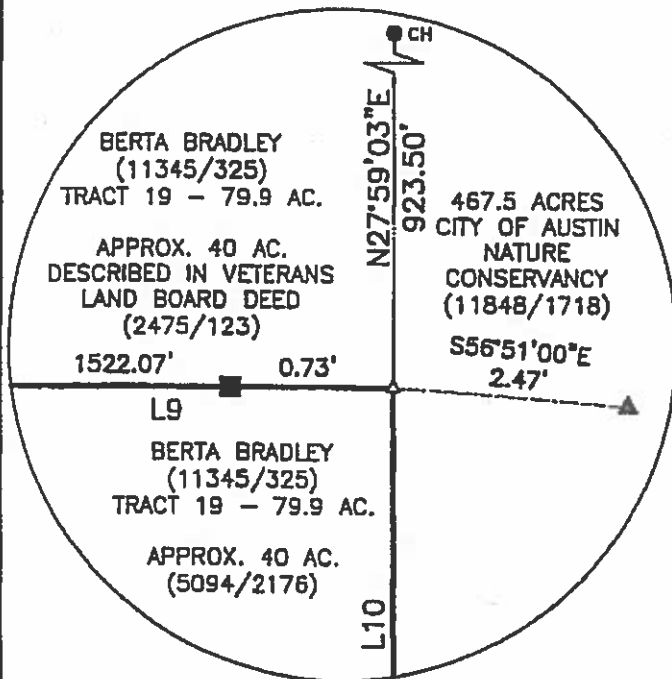 CH
BERTA BRADLEY
(11345/325)
TRACT 19 - 79.9 AC.
APPROX. 40 AC.
DESCRIBED IN VETERANS
LAND BOARD DEED
(2475/123)
N27°59'03"E
923.50'
467.5 ACRES
CITY OF AUSTIN
NATURE
CONSERVANCY
(11848/1718)
S56°51'00"E
2.47'
1522.07'
0.73'
L9
BERTA BRADLEY
(11345/325)
TRACT 19 - 79.9 AC.
APPROX. 40 AC.
(5094/2176)
L10